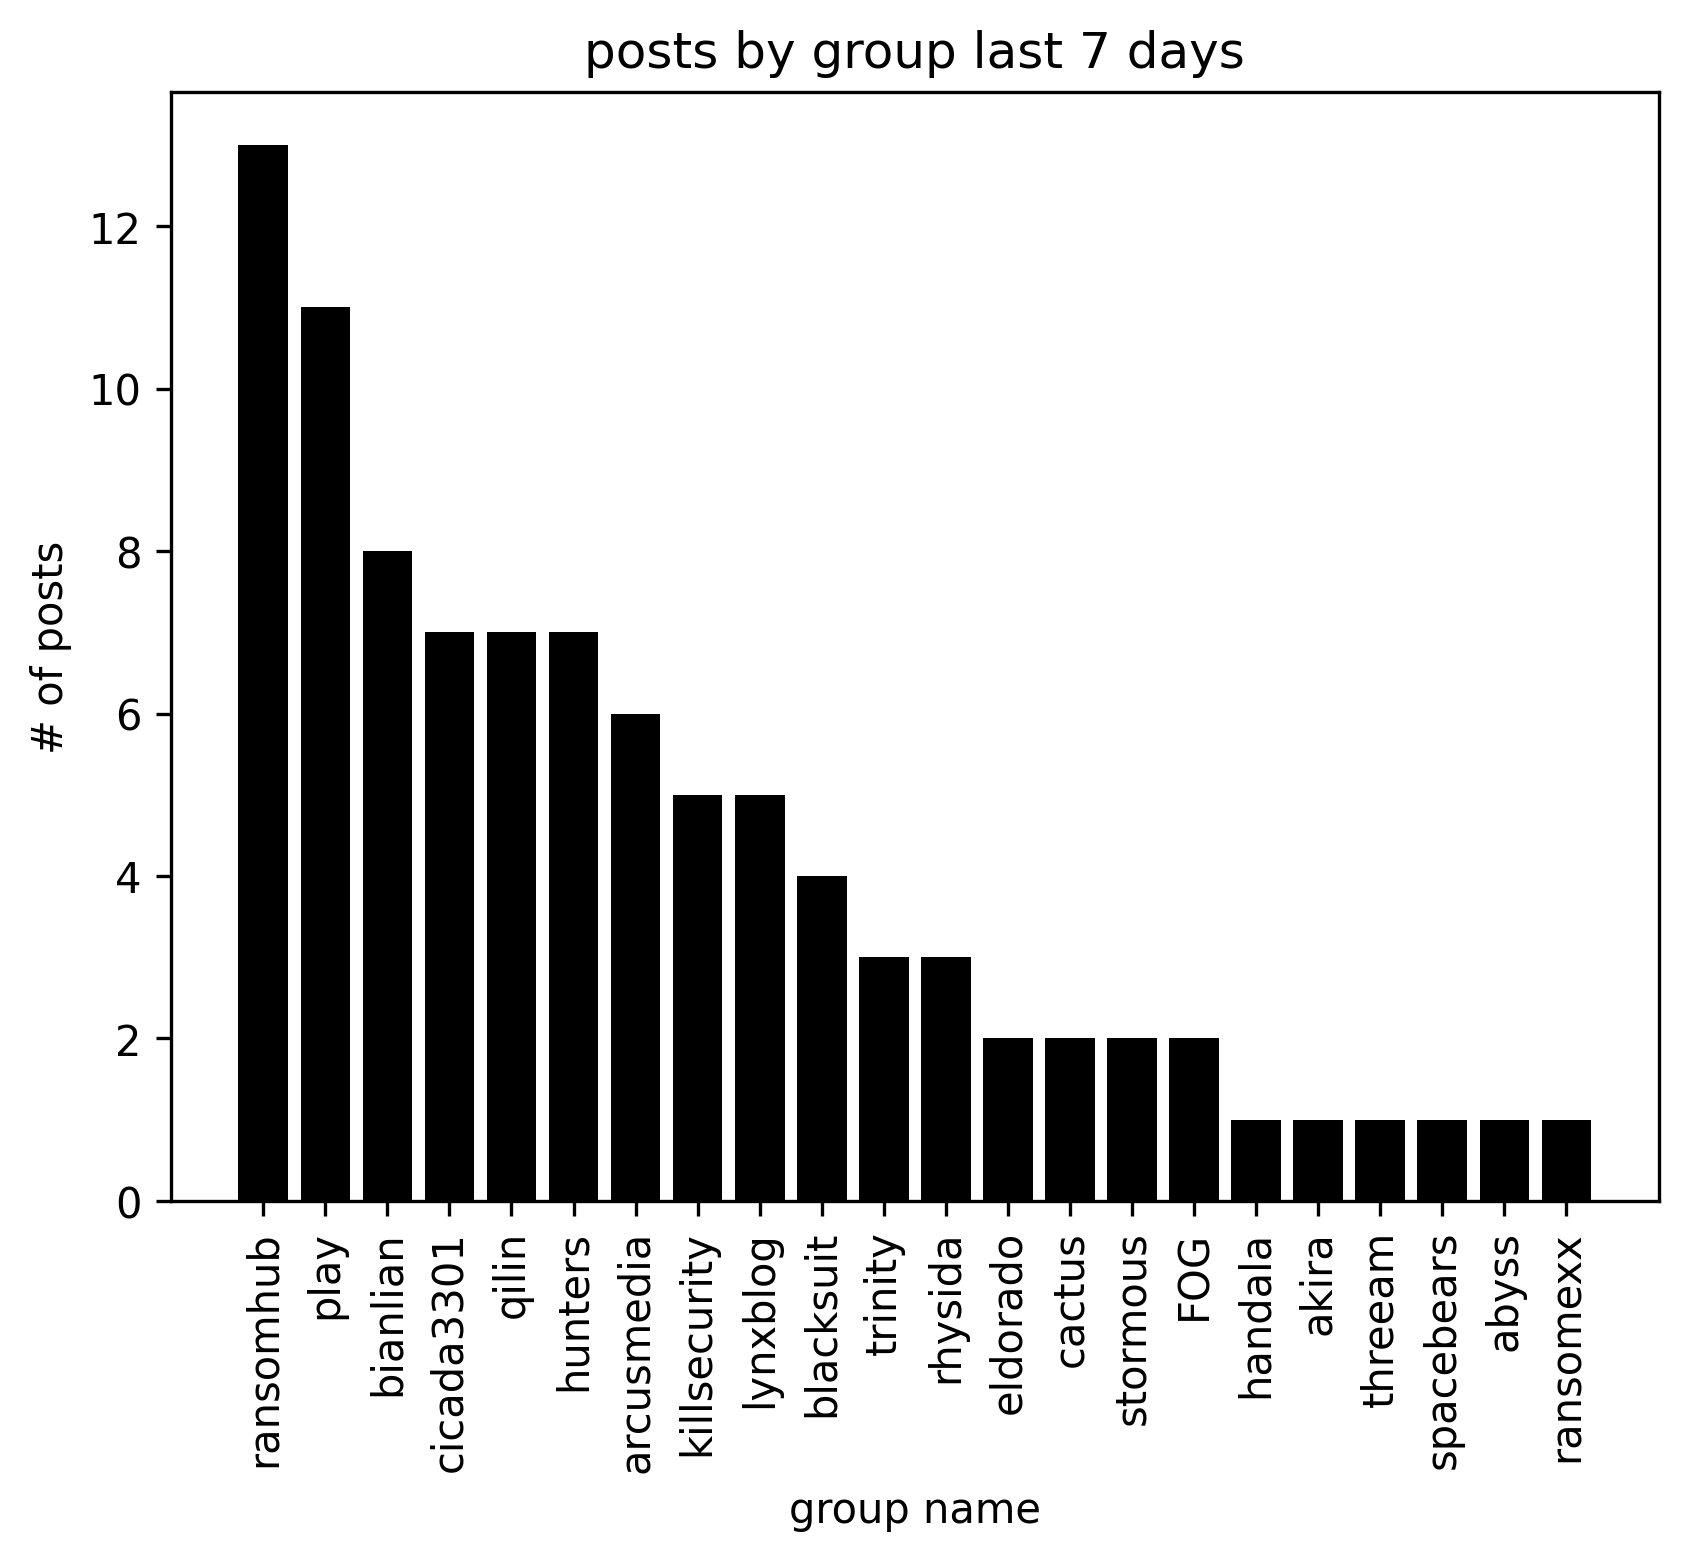 posts by group last 7 days
12
10
8
6
4
2
0
# of posts
ransomhub
play
bianlian
cicada3301
qilin
hunters
arcusmedia
killsecurity
lynxblog
blacksuit
trinity
rhysida
eldorado
cactus
stormous
FOG
handala
akira
threeam
spacebears
abyss
ransomexx
group name